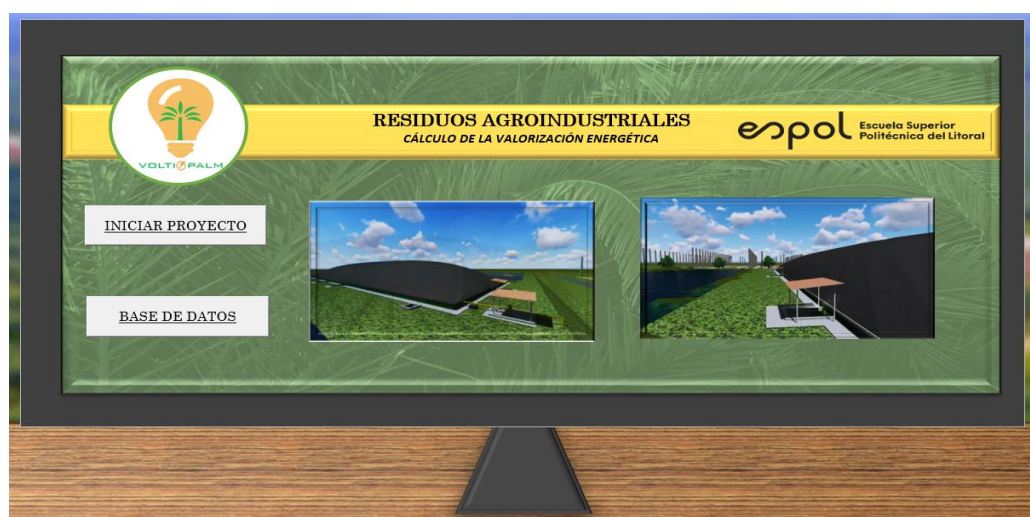 RESIDUOS AGROINDUSTRIALES
CÁLCULO DE LA VALORIZACIÓN ENERGÉTICA
espol
Escuela Superior
Politécnica del Litoral
VOLTI PALM
INICIAR PROYECTO
BASE DE DATOS